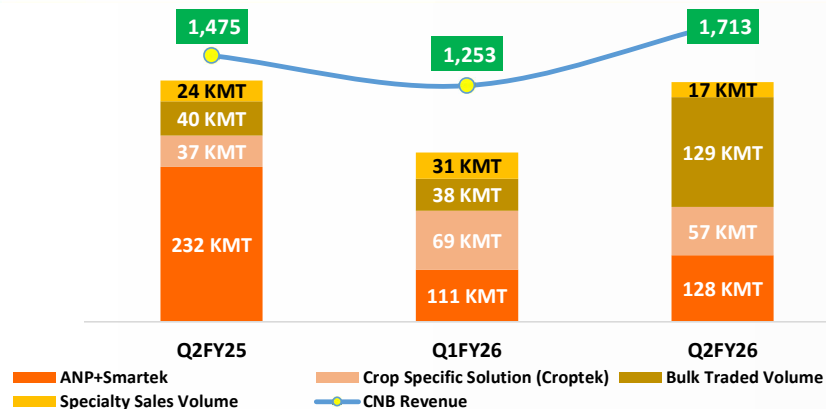 1,475
1,253
1,713
24 KMT
40 KMT
37 KMT
232 KMT
31 KMT
38 KMT
69 KMT
111 KMT
17 KMT
129 KMT
57 KMT
128 KMT
Q2FY25 Q1FY26 Q2FY26
ANP+Smartek Crop Specific Solution (Croptek) Bulk Traded Volume
Specialty Sales Volume CNB Revenue